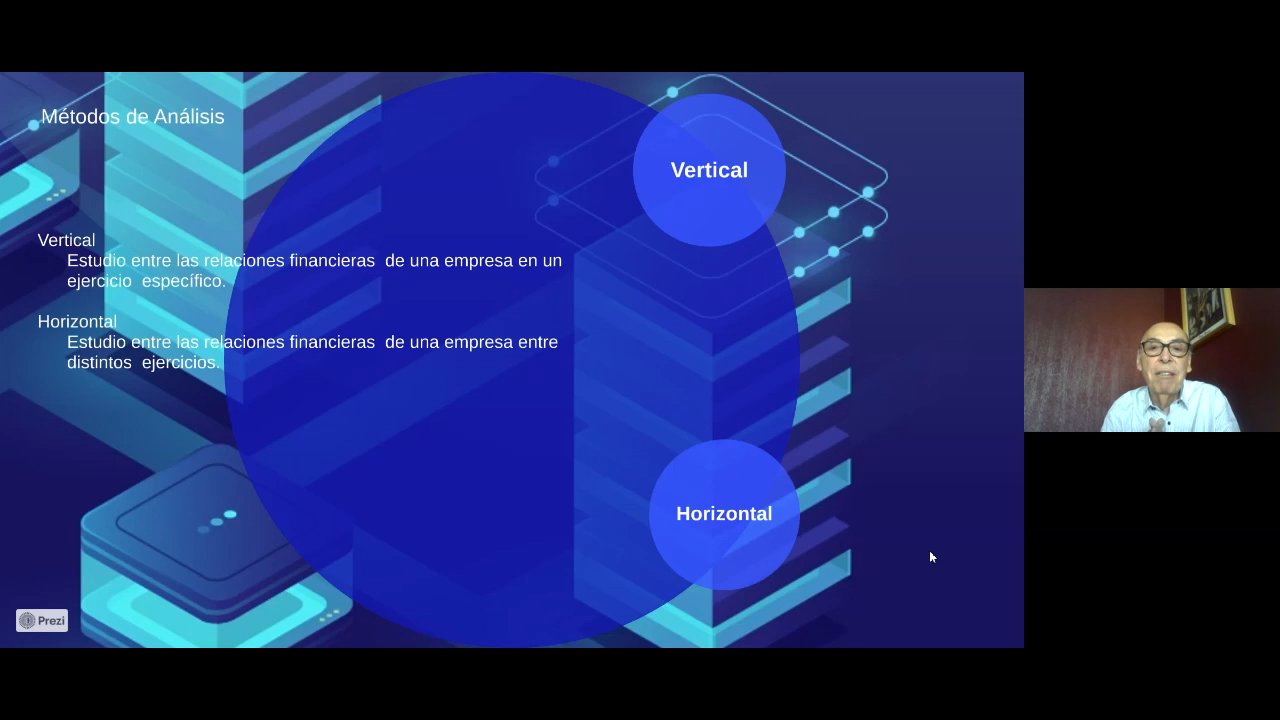 Métodos de Análisis
Vertical
Vertical
Estudio entre las relaciones financieras de una empresa en un
ejercicio específico.
Horizontal
Estudio entre las relaciones financieras de una empresa entre
distintos ejercicios.
Horizontal
Prezi